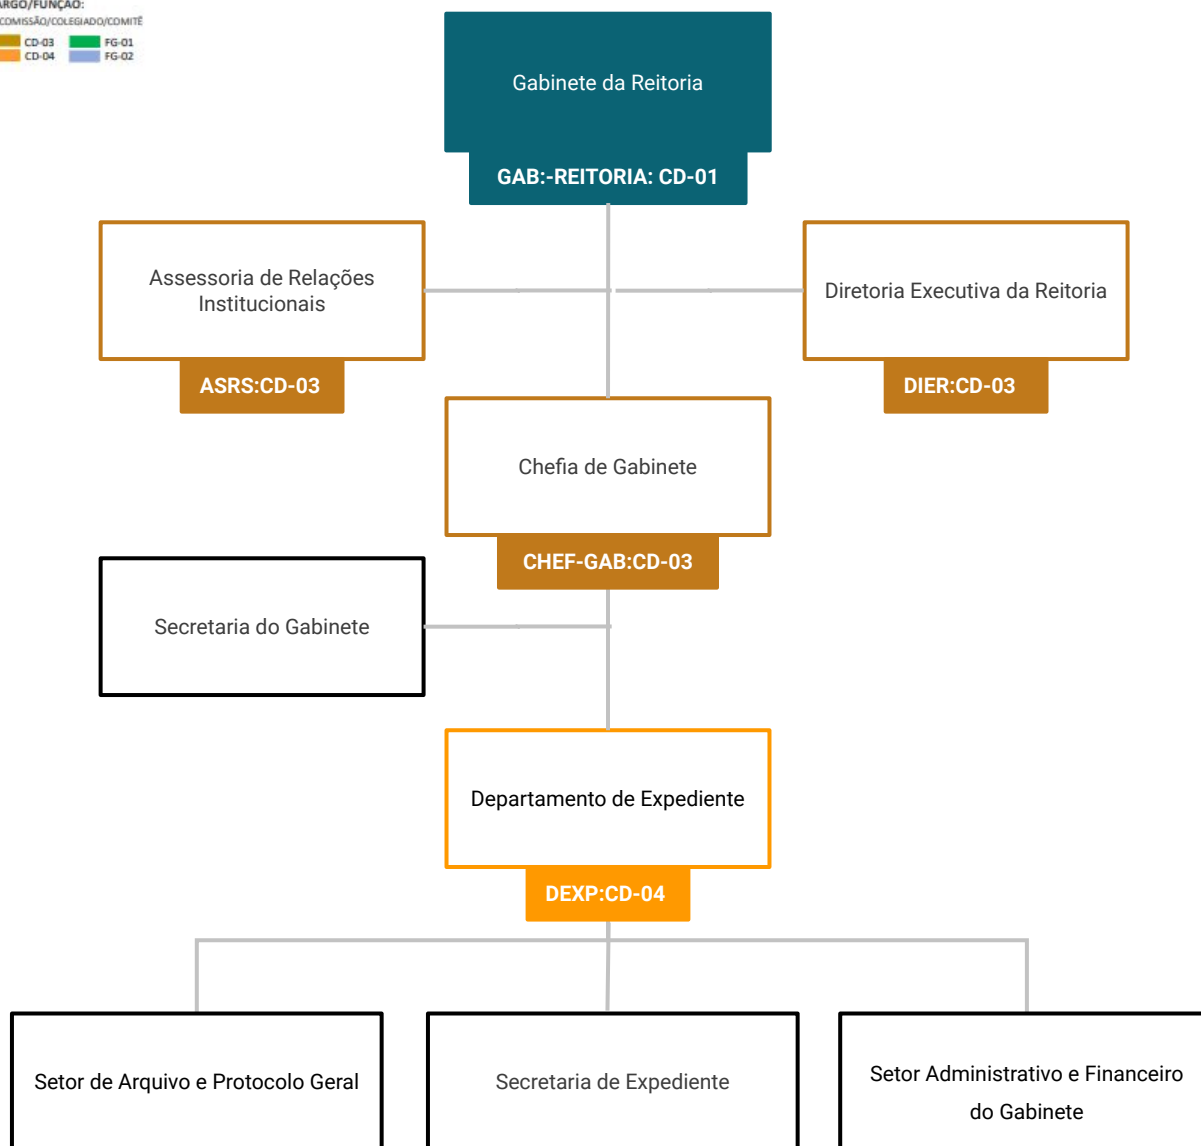 ARGO/FUNÇÃO:
COMISSÃO/COLEGIADO/COMITÊ
CD-03 FG-01
CD-04 FG-02
Gabinete da Reitoria
GAB:-REITORIA: CD-01
Assessoria de Relações
Institucionais
ASRS:CD-03
Diretoria Executiva da Reitoria
DIER:CD-03
Chefia de Gabinete
CHEF-GAB:CD-03
Secretaria do Gabinete
Departamento de Expediente
DEXP:CD-04
Setor de Arquivo e Protocolo Geral
Secretaria de Expediente
Setor Administrativo e Financeiro
do Gabinete